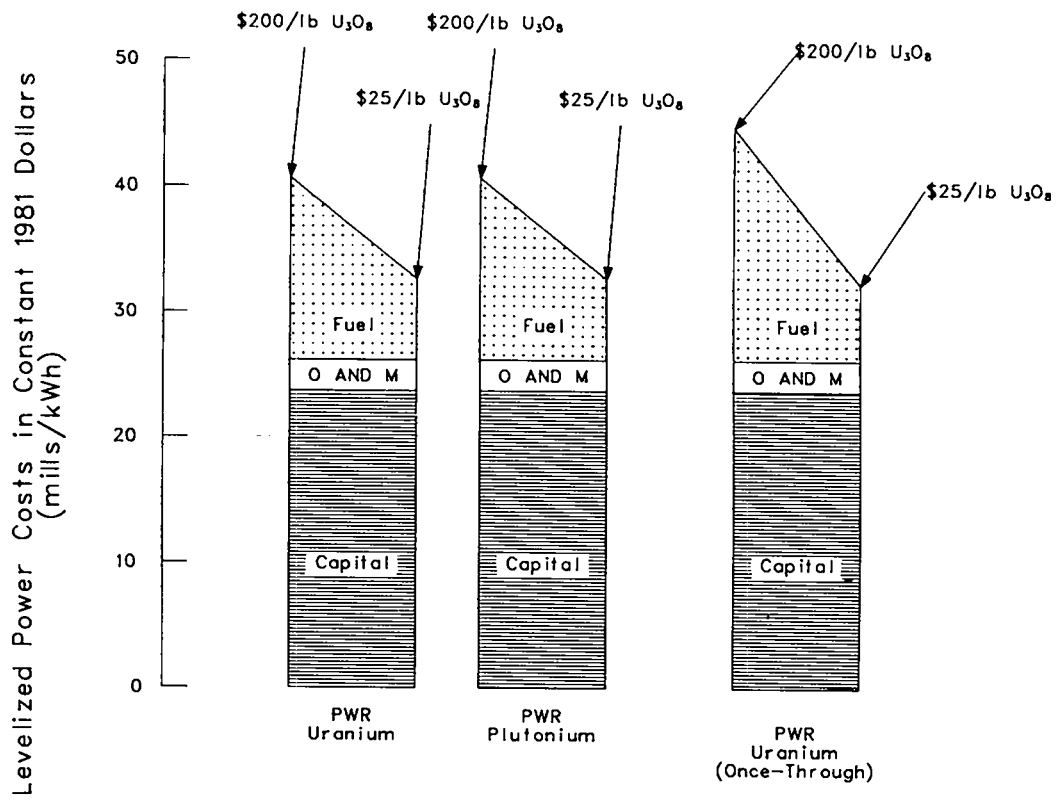 Levelized Power Costs in Constant 1981 Dollars
(mills/kWh)
50
40
30
20
10
0
$200/lb U₃O₈
$25/lb U₃O₈
Fuel
O AND M
Capital
PWR
Uranium
$200/lb U₃O₈
$25/lb U₃O₈
Fuel
O AND M
Capital
PWR
Plutonium
$200/lb U₃O₈
$25/lb U₃O₈
Fuel
O AND M
Capital
PWR
Uranium
(Once-Through)